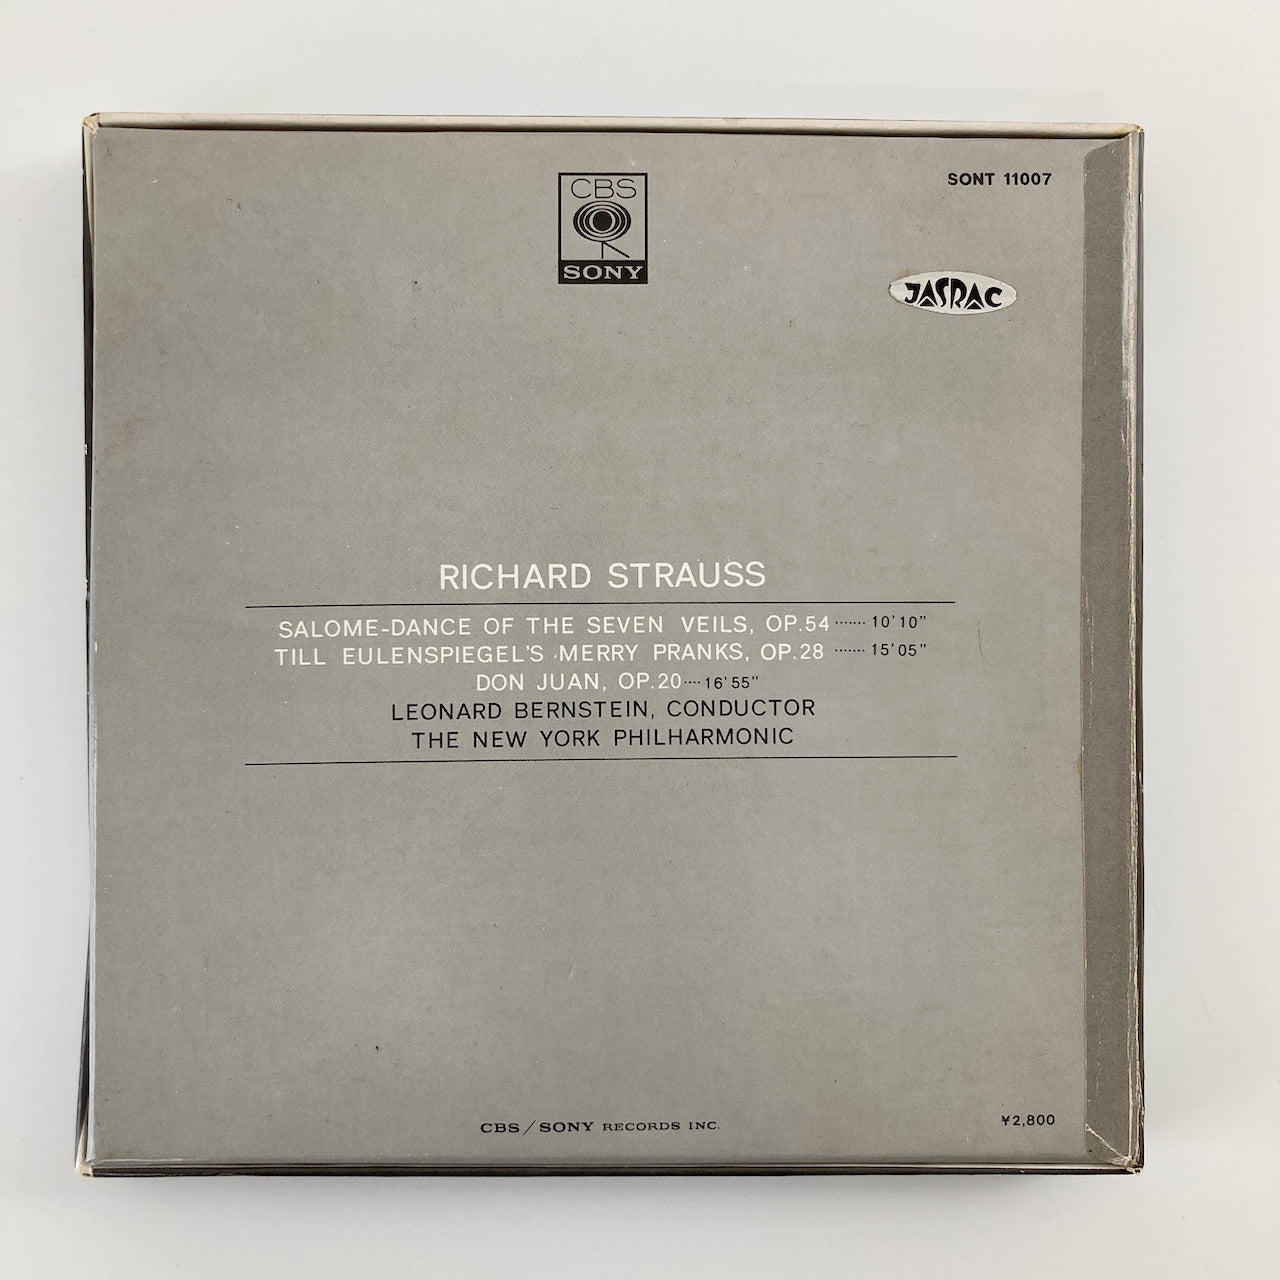 CBS
SONY
SONT 11007
JASRAC
RICHARD STRAUSS
SALOME-DANCE OF THE SEVEN VEILS, OP.54 ······· 10'10"
TILL EULENSPIEGEL'S MERRY PRANKS, OP.28 ······· 15'05"
DON JUAN, OP.20 ···· 16'55"
LEONARD BERNSTEIN, CONDUCTOR
THE NEW YORK PHILHARMONIC
CBS/SONY RECORDS INC.
¥2,800